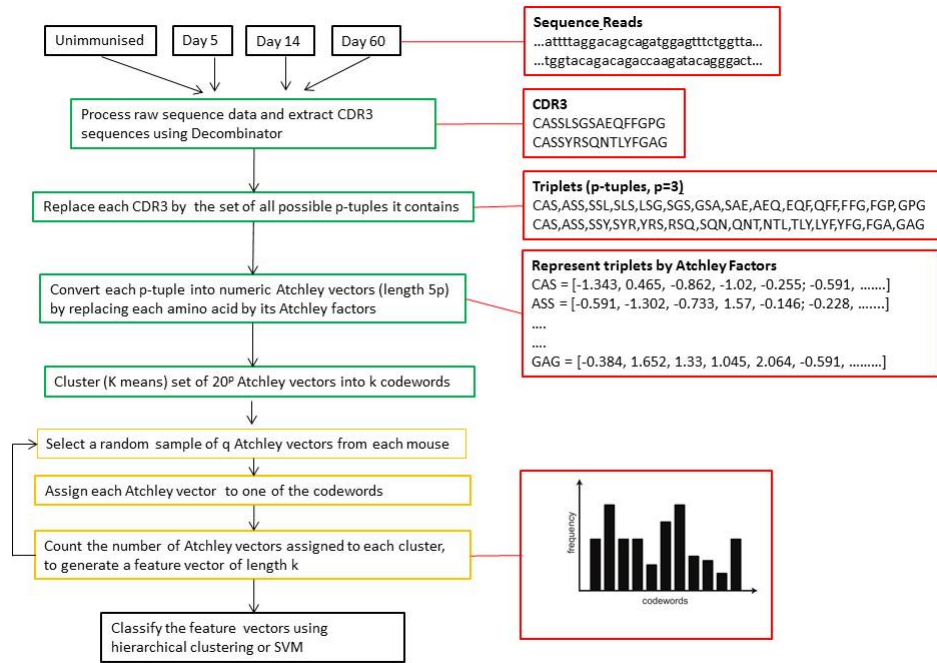 Unimmunised
Day 5
Day 14
Day 60
Sequence Reads
...attttaggacagcagatggagtttctggtta...
...tggtacagacagaccaagatacagggact...
Process raw sequence data and extract CDR3
sequences using Decombinator
CDR3
CASSLSGSAEQFFGPG
CASSYRSQNTLYFGAG
Replace each CDR3 by the set of all possible p-tuples it contains
Triplets (p-tuples, p=3)
CAS,ASS,SSL,SLS,LSG,SGS,GSA,SAE,AEQ,EQF,QFF,FFG,FGP,GPG
CAS,ASS,SSY,SYR,YRS,RSQ,SQN,QNT,NTL,TLY,LYF,YFG,FGA,GAG
Convert each p-tuple into numeric Atchley vectors (length 5p)
by replacing each amino acid by its Atchley factors
Represent triplets by Atchley Factors
CAS = [-1.343, 0.465, -0.862, -1.02, -0.255; -0.591, .......]
ASS = [-0.591, -1.302, -0.733, 1.57, -0.146; -0.228, .......]
....
....
GAG = [-0.384, 1.652, 1.33, 1.045, 2.064, -0.591, .........]
Cluster (K means) set of 20ᵖ Atchley vectors into k codewords
Select a random sample of q Atchley vectors from each mouse
Assign each Atchley vector to one of the codewords
Count the number of Atchley vectors assigned to each cluster,
to generate a feature vector of length k
frequency
codewords
Classify the feature vectors using
hierarchical clustering or SVM